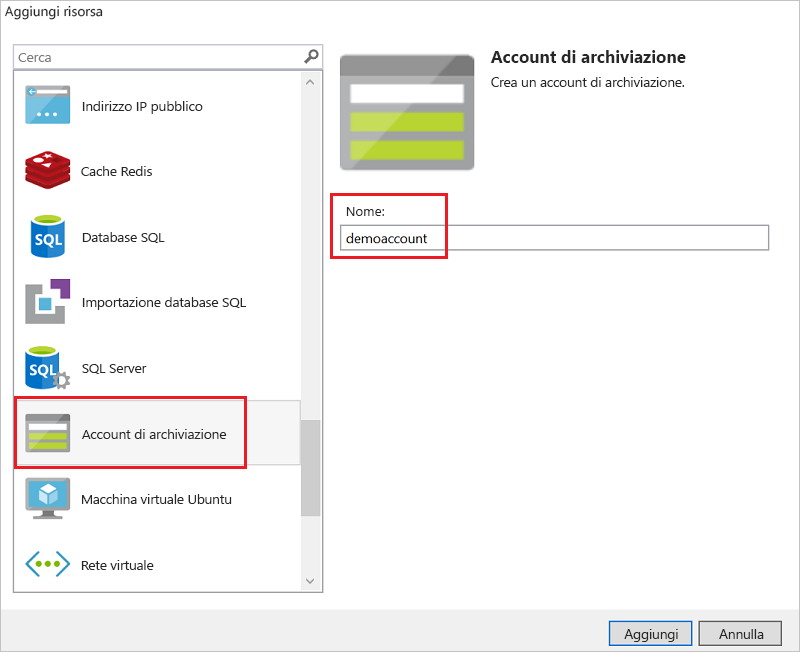 Aggiungi risorsa
Cerca
Indirizzo IP pubblico
Cache Redis
SQL
Database SQL
Importazione database SQL
SQL
SQL Server
Account di archiviazione
Macchina virtuale Ubuntu
Rete virtuale
Account di archiviazione
Crea un account di archiviazione.
Nome:
demoaccount
Aggiungi
Annulla